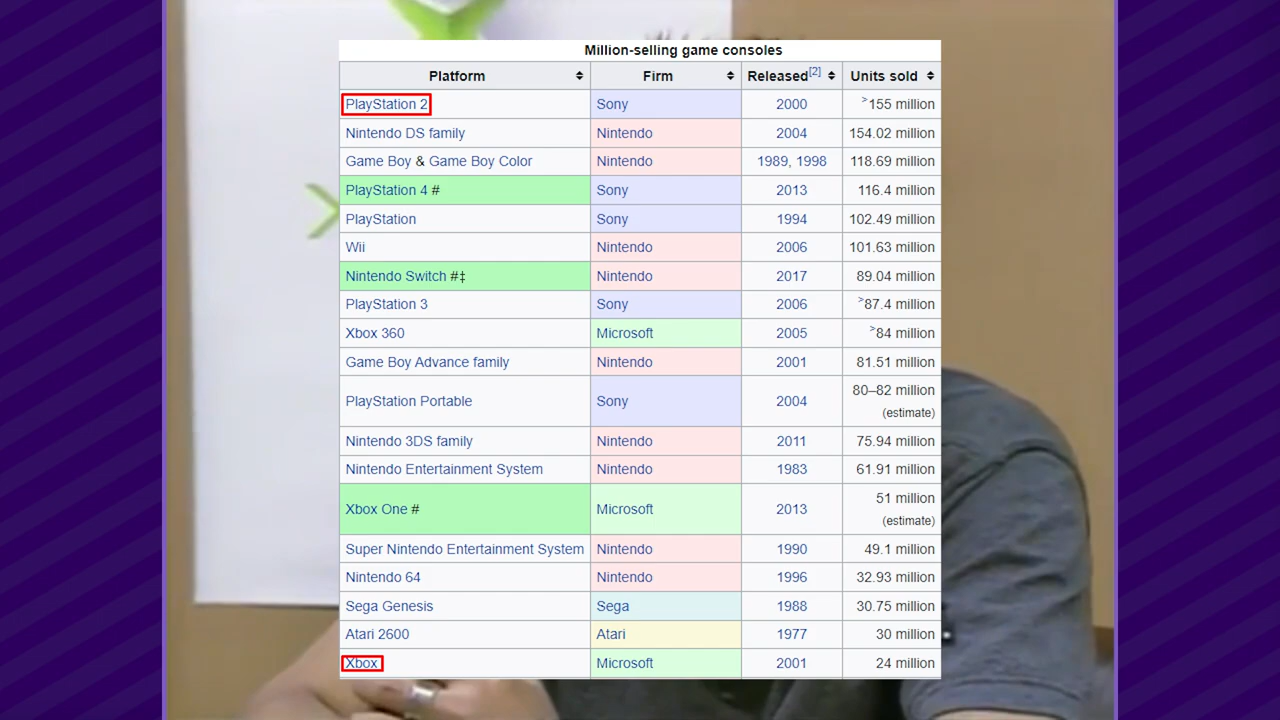 Million-selling game consoles
Platform Firm Released[2] Units sold
PlayStation 2 Sony 2000 >155 million
Nintendo DS family Nintendo 2004 154.02 million
Game Boy & Game Boy Color Nintendo 1989, 1998 118.69 million
PlayStation 4 # Sony 2013 116.4 million
PlayStation Sony 1994 102.49 million
Wii Nintendo 2006 101.63 million
Nintendo Switch #‡ Nintendo 2017 89.04 million
PlayStation 3 Sony 2006 >87.4 million
Xbox 360 Microsoft 2005 >84 million
Game Boy Advance family Nintendo 2001 81.51 million
PlayStation Portable Sony 2004 80–82 million
(estimate)
Nintendo 3DS family Nintendo 2011 75.94 million
Nintendo Entertainment System Nintendo 1983 61.91 million
Xbox One # Microsoft 2013 51 million
(estimate)
Super Nintendo Entertainment System Nintendo 1990 49.1 million
Nintendo 64 Nintendo 1996 32.93 million
Sega Genesis Sega 1988 30.75 million
Atari 2600 Atari 1977 30 million
Xbox Microsoft 2001 24 million